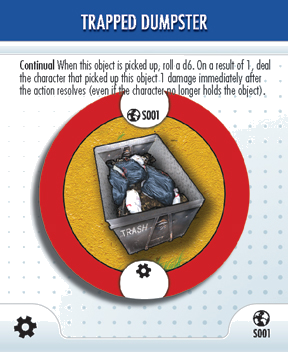 TRAPPED DUMPSTER
Continual When this object is picked up, roll a d6. On a result of 1, deal
the character that picked up this object 1 damage immediately after
the action resolves (even if the character no longer holds the object).
S001
TRASH
S001